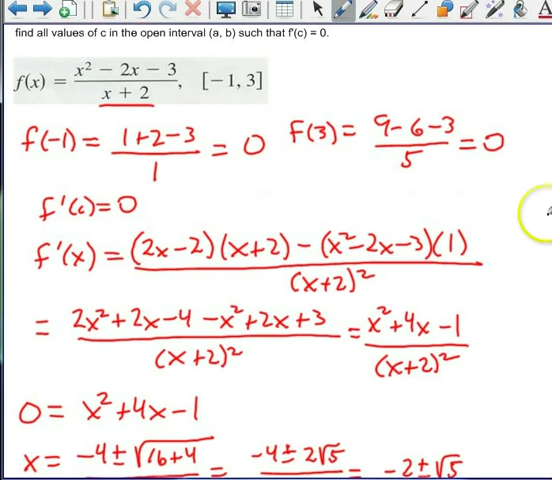 find all values of c in the open interval (a, b) such that f'(c) = 0.
f(x) = (x² − 2x − 3)/(x + 2), [−1, 3]
f(-1) = (1+2-3)/1 = 0 F(3) = (9-6-3)/5 = 0
f'(c) = 0
f'(x) = ((2x-2)(x+2) - (x²-2x-3)(1))/(x+2)²
= (2x²+2x-4-x²+2x+3)/(x+2)² = (x²+4x-1)/(x+2)²
0 = x²+4x-1
x = -4±√16+4 = -4±2√5 = -2±√5